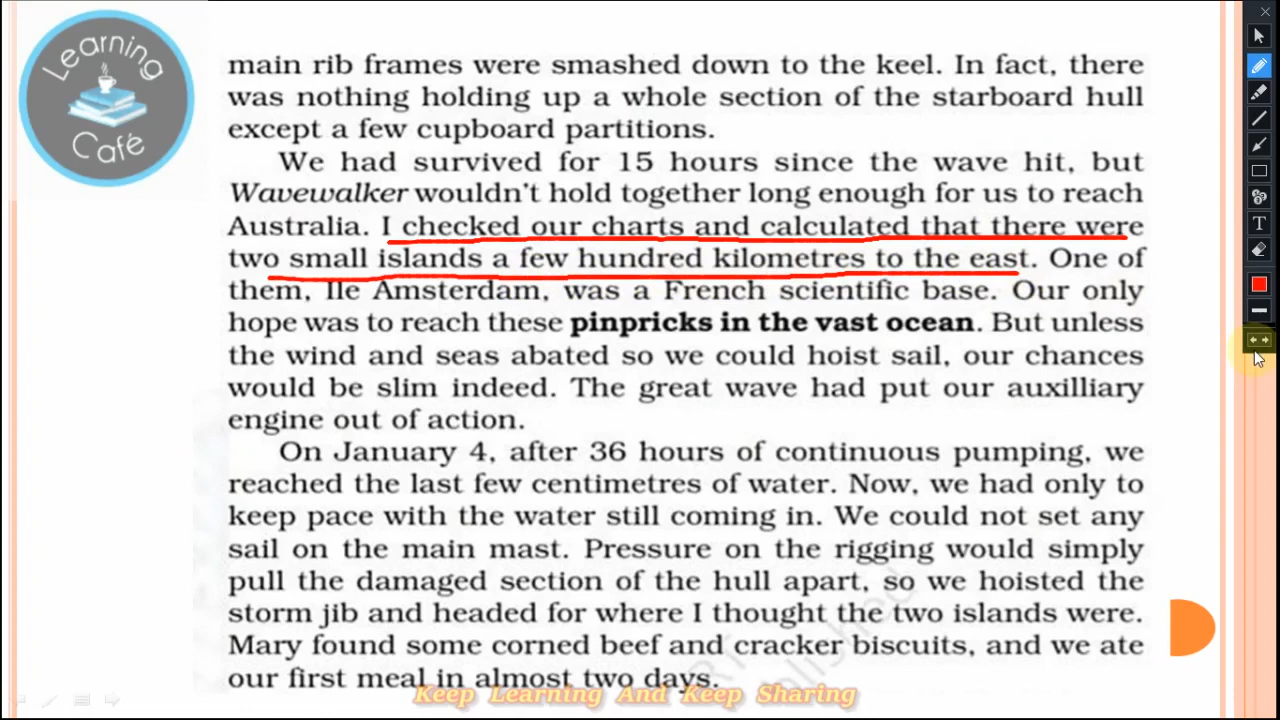 Learning
Café
main rib frames were smashed down to the keel. In fact, there
was nothing holding up a whole section of the starboard hull
except a few cupboard partitions.
We had survived for 15 hours since the wave hit, but
Wavewalker wouldn't hold together long enough for us to reach
Australia. I checked our charts and calculated that there were
two small islands a few hundred kilometres to the east. One of
them, Ile Amsterdam, was a French scientific base. Our only
hope was to reach these pinpricks in the vast ocean. But unless
the wind and seas abated so we could hoist sail, our chances
would be slim indeed. The great wave had put our auxilliary
engine out of action.
On January 4, after 36 hours of continuous pumping, we
reached the last few centimetres of water. Now, we had only to
keep pace with the water still coming in. We could not set any
sail on the main mast. Pressure on the rigging would simply
pull the damaged section of the hull apart, so we hoisted the
storm jib and headed for where I thought the two islands were.
Mary found some corned beef and cracker biscuits, and we ate
our first meal in almost two days.
Keep Learning And Keep Sharing